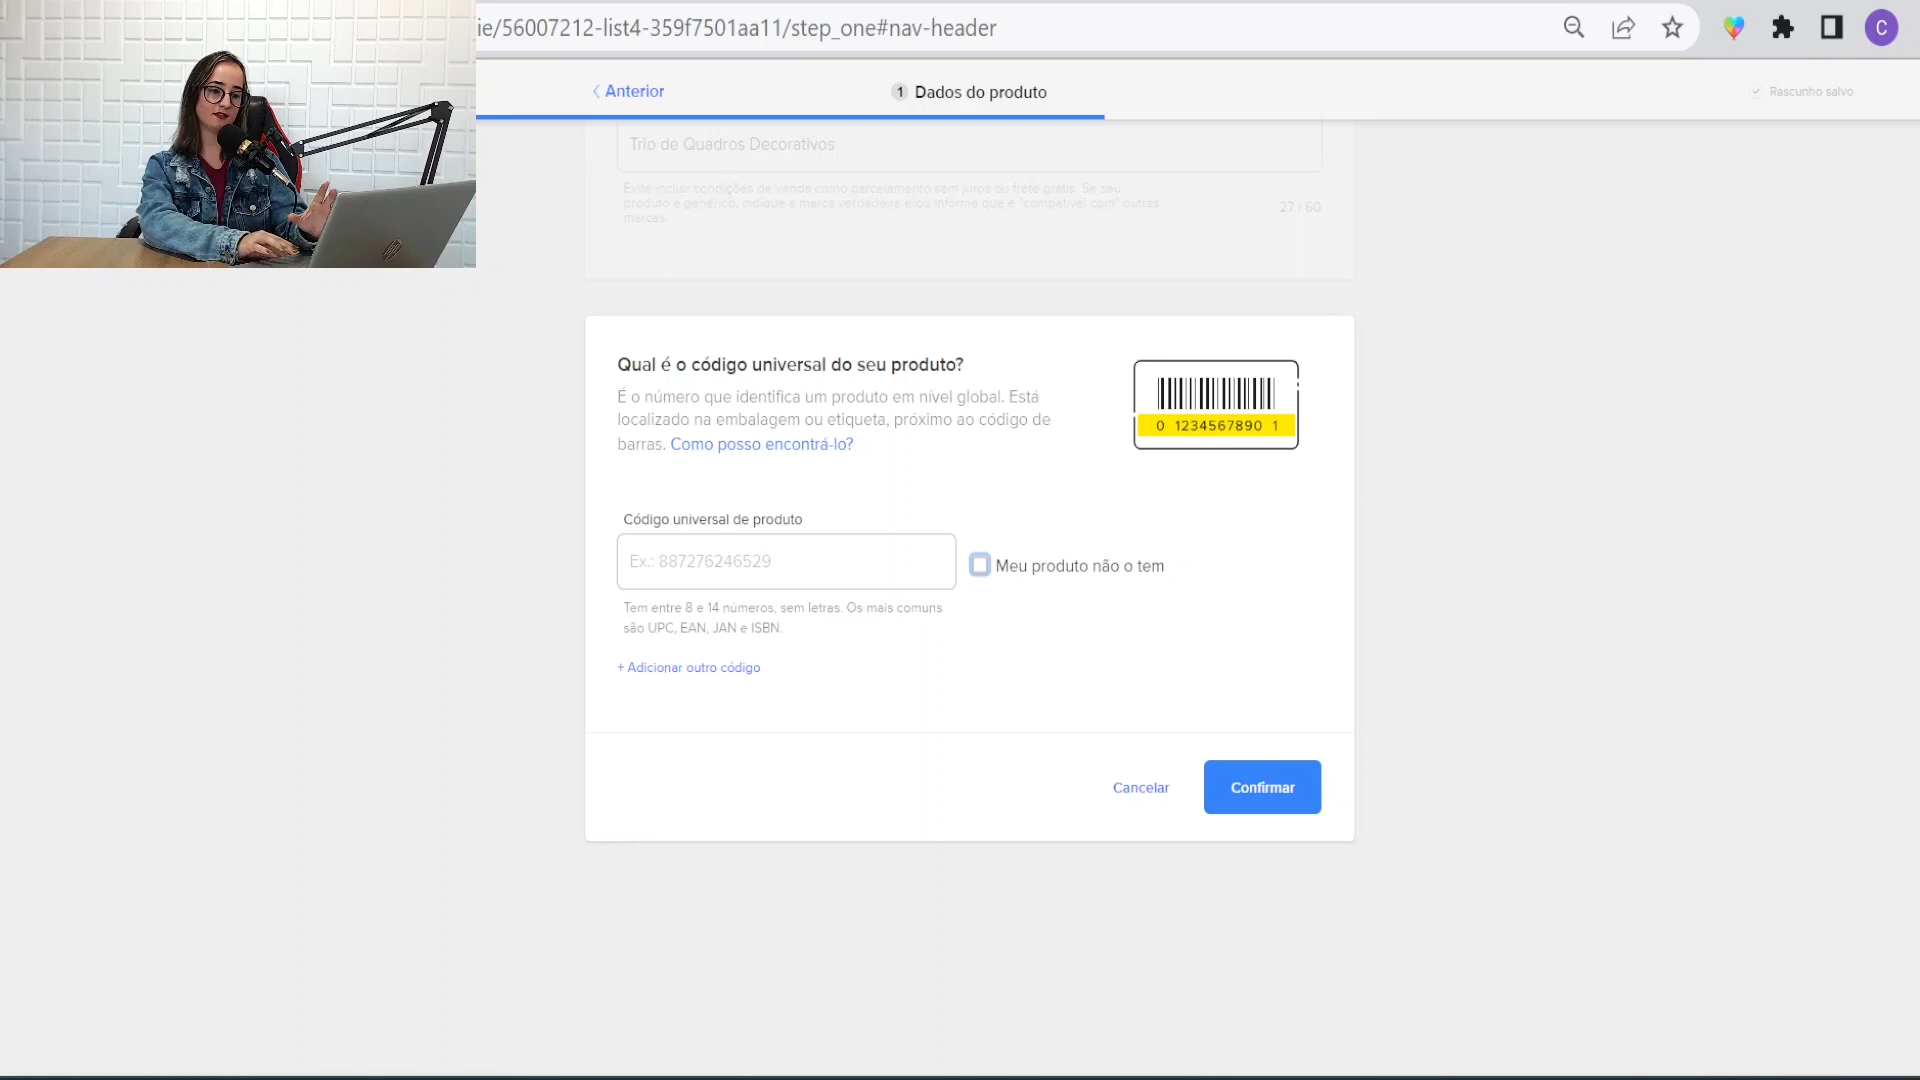 ie/56007212-list4-359f7501aa11/step_one#nav-header
C
Anterior
1 Dados do produto
Rascunho salvo
Trio de Quadros Decorativos
Evite incluir condições de venda como parcelamento sem juros ou frete grátis. Se seu
produto é genérico, indique a marca verdadeira e/ou informe que é "compatível com" outras
marcas.
27 / 60
Qual é o código universal do seu produto?
É o número que identifica um produto em nível global. Está
localizado na embalagem ou etiqueta, próximo ao código de
barras. Como posso encontrá-lo?
0 1234567890 1
Código universal de produto
Ex.: 887276246529
Meu produto não o tem
Tem entre 8 e 14 números, sem letras. Os mais comuns
são UPC, EAN, JAN e ISBN.
+ Adicionar outro código
Cancelar
Confirmar